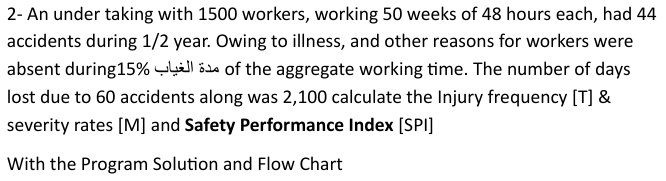 2- An under taking with 1500 workers, working 50 weeks of 48 hours each, had 44
accidents during 1/2 year. Owing to illness, and other reasons for workers were
absent during15% مدة الغياب of the aggregate working time. The number of days
lost due to 60 accidents along was 2,100 calculate the Injury frequency [T] &
severity rates [M] and Safety Performance Index [SPI]
With the Program Solution and Flow Chart